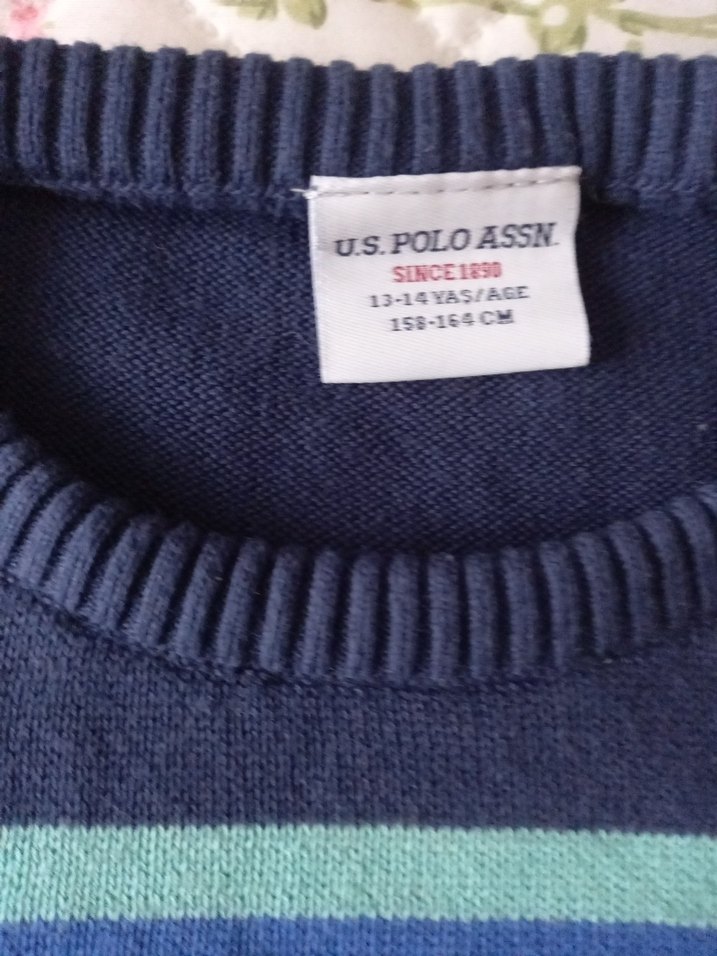 U.S. POLO ASSN.
SINCE 1890
13-14 YAS/AGE
158-164 CM